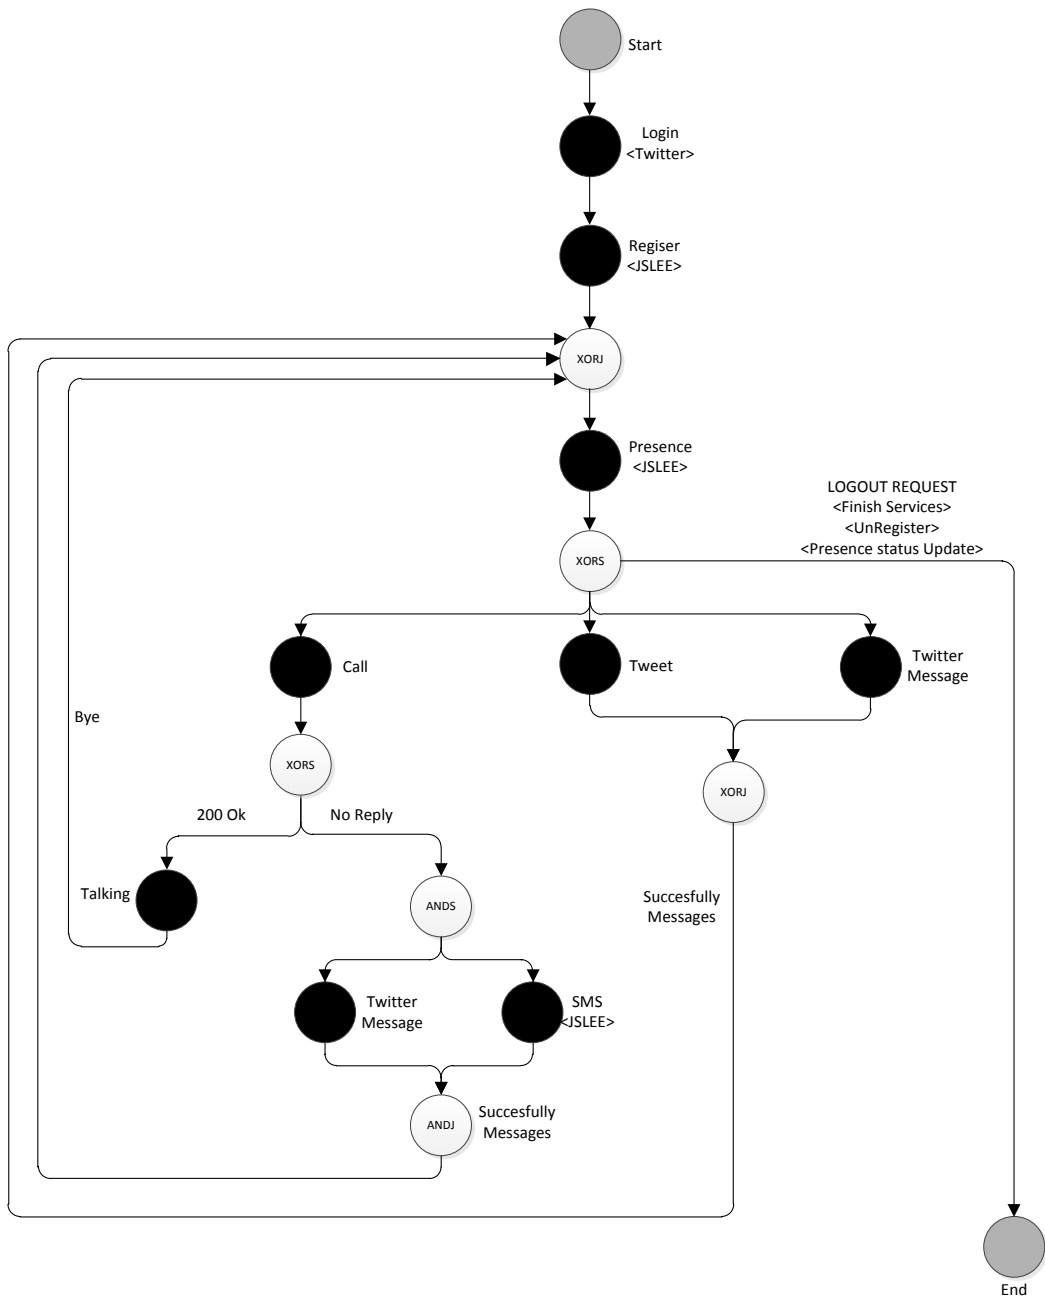 Start
Login
<Twitter>
Regiser
<JSLEE>
XORJ
Presence
<JSLEE>
LOGOUT REQUEST
<Finish Services>
<UnRegister>
<Presence status Update>
XORS
Call
Tweet
Twitter
Message
Bye
XORS
XORJ
200 Ok
No Reply
Talking
ANDS
Succesfully
Messages
Twitter
Message
SMS
<JSLEE>
ANDJ
Succesfully
Messages
End